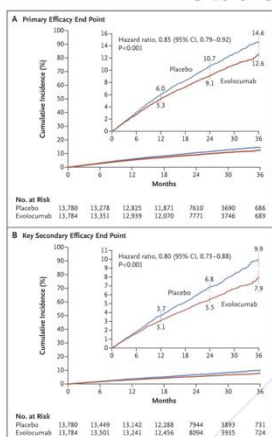 A Primary Efficacy End Point
Cumulative Incidence (%)
100-
90-
80-
70-
60-
50-
40-
30-
20-
10-
0
16-
14-
12-
10-
8-
6-
4-
2-
0
Hazard ratio, 0.85 (95% CI, 0.79–0.92)
P<0.001
Placebo
Evolocumab
6.0
5.3
10.7
9.1
14.6
12.6
0 6 12 18 24 30 36
0 6 12 18 24 30 36
Months
No. at Risk
Placebo 13,780 13,278 12,825 11,871 7610 3690 686
Evolocumab 13,784 13,351 12,939 12,070 7771 3746 689
B Key Secondary Efficacy End Point
Cumulative Incidence (%)
100-
90-
80-
70-
60-
50-
40-
30-
20-
10-
0
11-
10-
9-
8-
7-
6-
5-
4-
3-
2-
1-
0
Hazard ratio, 0.80 (95% CI, 0.73–0.88)
P<0.001
Placebo
Evolocumab
3.7
3.1
6.8
5.5
9.9
7.9
0 6 12 18 24 30 36
0 6 12 18 24 30 36
Months
No. at Risk
Placebo 13,780 13,449 13,142 12,288 7944 3893 731
Evolocumab 13,784 13,501 13,241 12,456 8094 3935 724